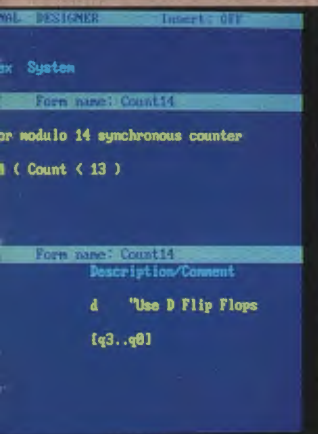 NAL DESIGNER Insert: OFF
ex System
Form name: Count14
or modulo 14 synchronous counter
( Count < 13 )
Form name: Count14
Description/Comment
d "Use D Flip Flops
[q3..q0]